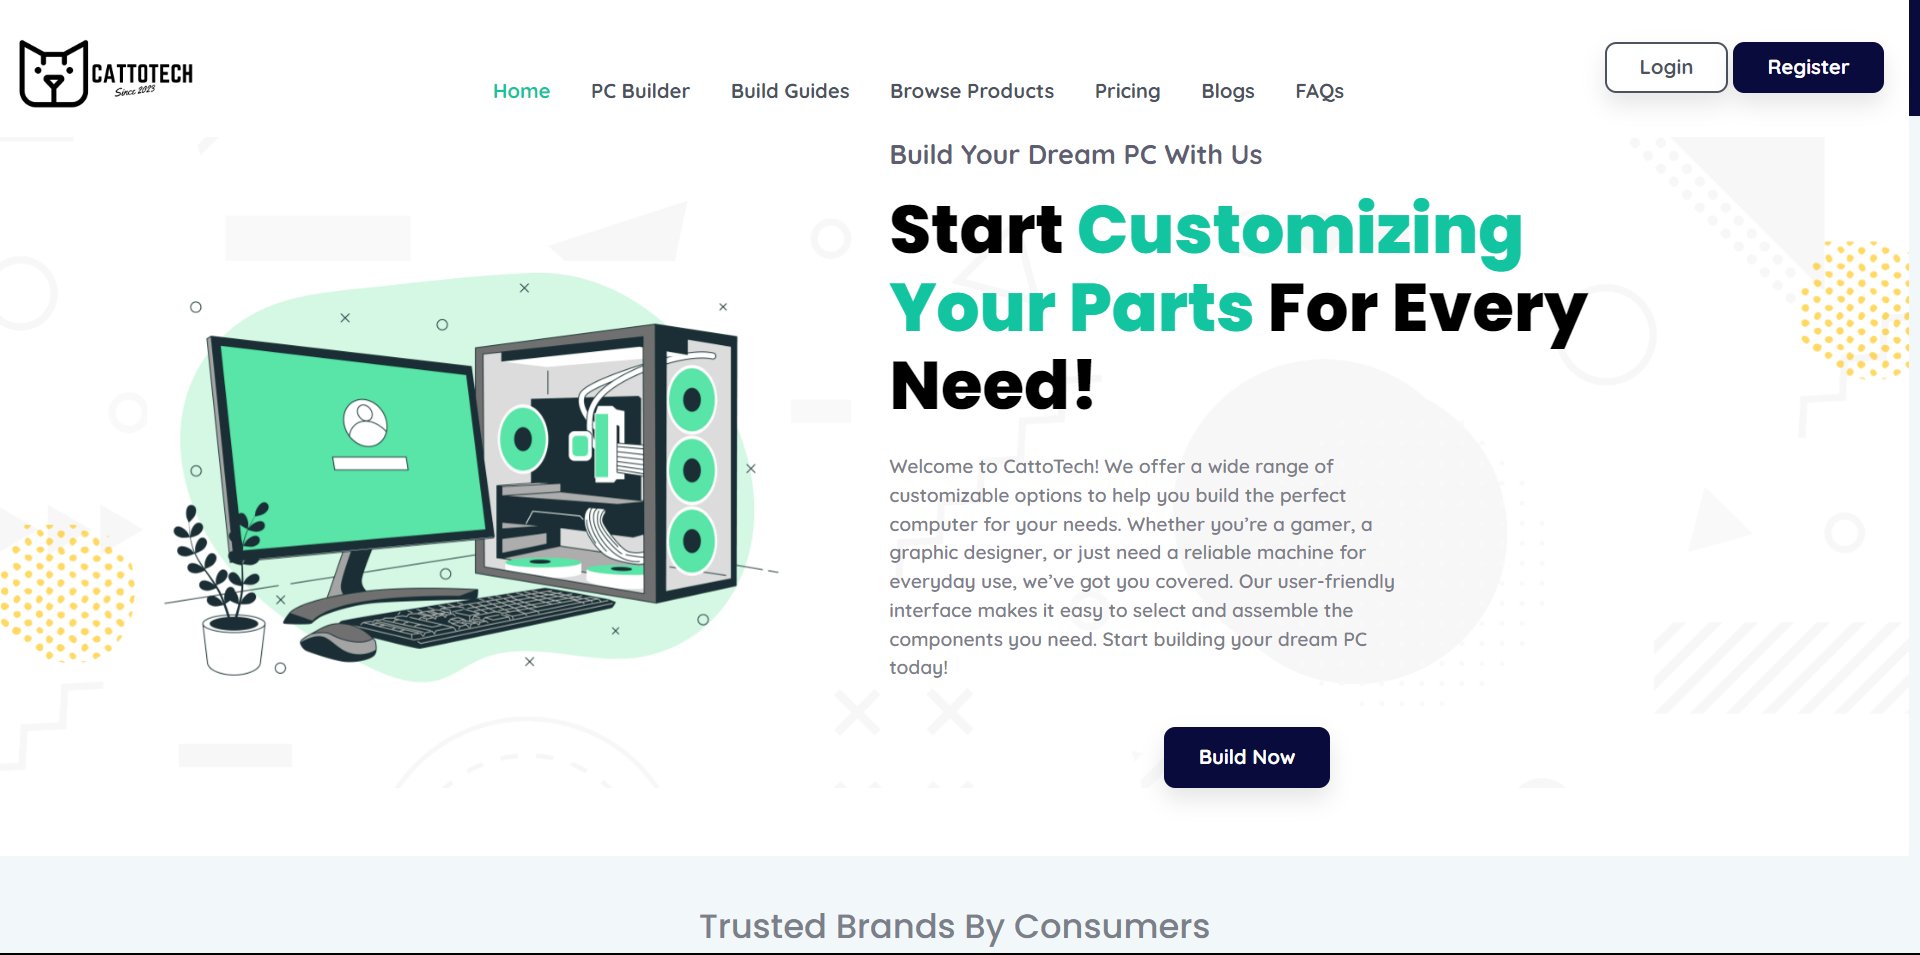 CATTOTECH
Since 2023
Home PC Builder Build Guides Browse Products Pricing Blogs FAQs
Login Register
Build Your Dream PC With Us
Start Customizing
Your Parts For Every
Need!
Welcome to CattoTech! We offer a wide range of
customizable options to help you build the perfect
computer for your needs. Whether you’re a gamer, a
graphic designer, or just need a reliable machine for
everyday use, we’ve got you covered. Our user-friendly
interface makes it easy to select and assemble the
components you need. Start building your dream PC
today!
Build Now
Trusted Brands By Consumers